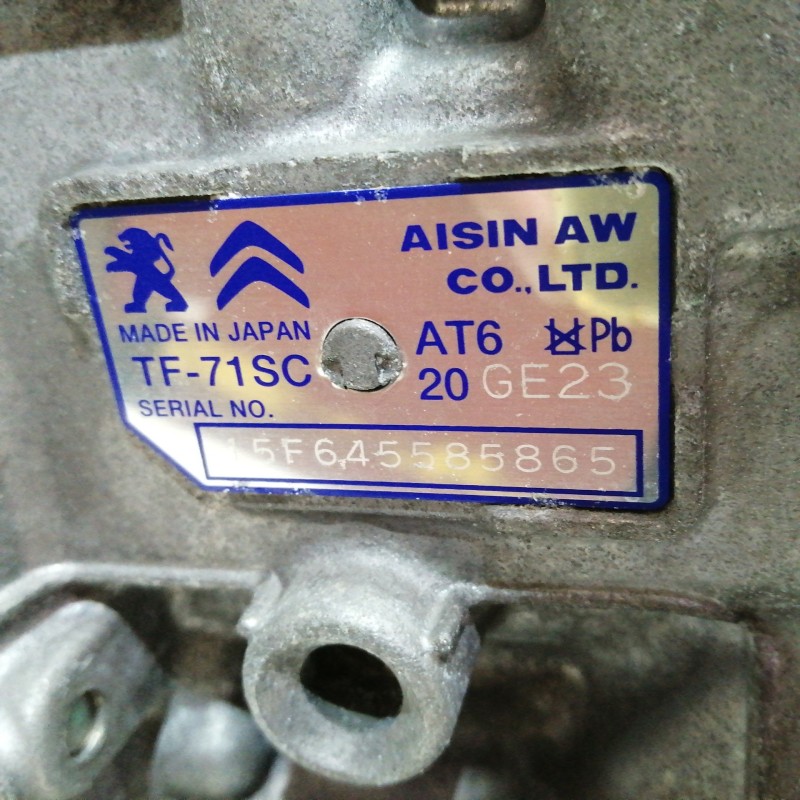 AISIN AW
CO.,LTD.
MADE IN JAPAN
AT6 Pb
TF-71SC
20 GE23
SERIAL NO.
15F645585865